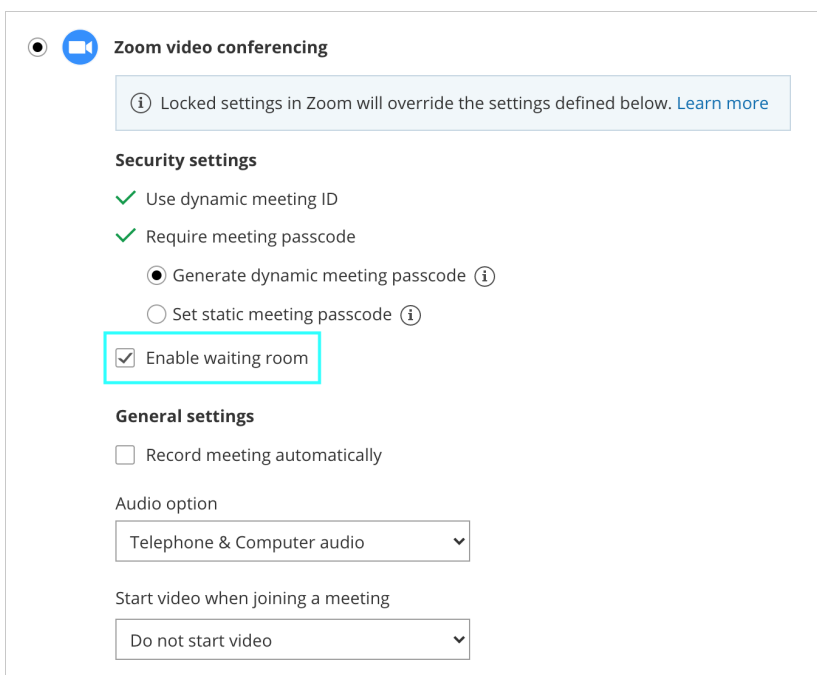 Zoom video conferencing
Locked settings in Zoom will override the settings defined below. Learn more
Security settings
Use dynamic meeting ID
Require meeting passcode
Generate dynamic meeting passcode
Set static meeting passcode
Enable waiting room
General settings
Record meeting automatically
Audio option
Telephone & Computer audio
Start video when joining a meeting
Do not start video